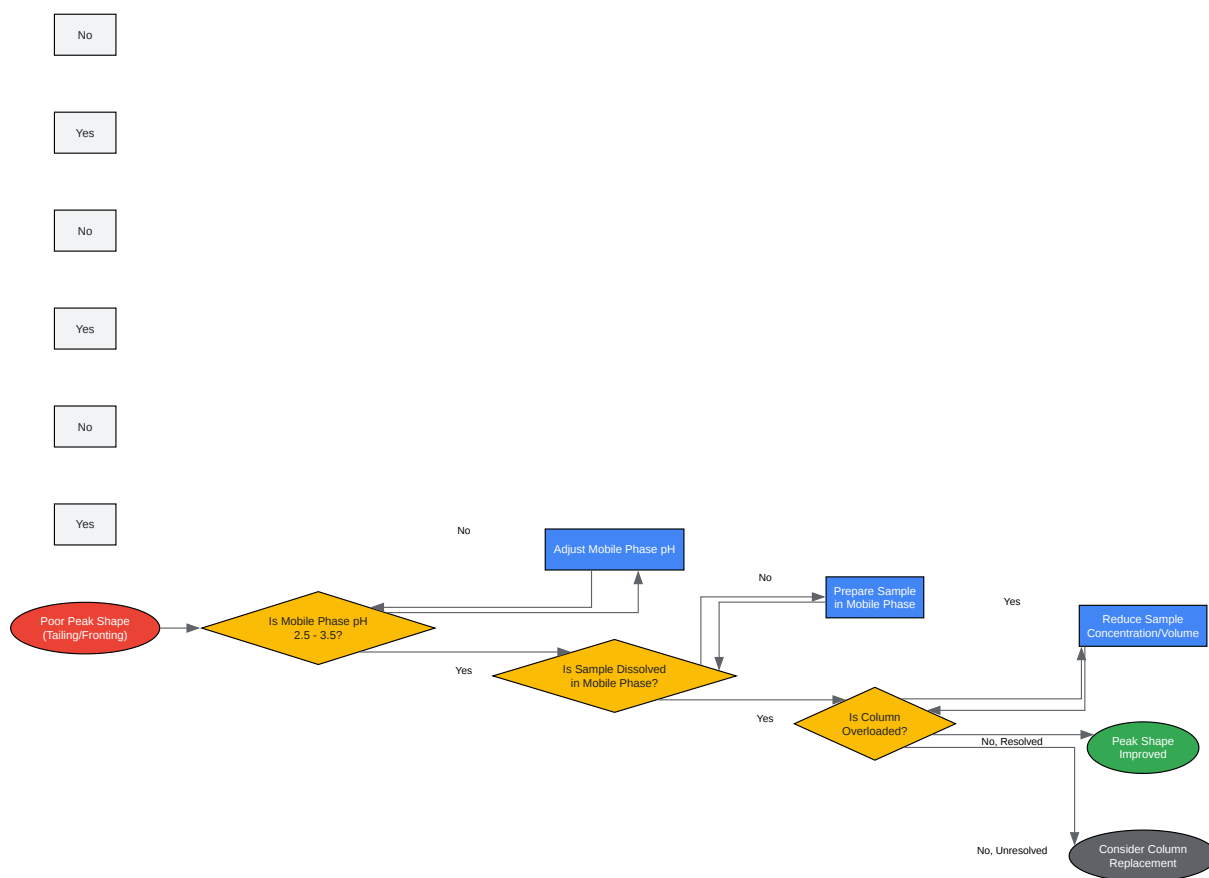 No
Yes
No
Yes
No
Yes
No
Adjust Mobile Phase pH
No
Prepare Sample
in Mobile Phase
Yes
Reduce Sample
Concentration/Volume
Poor Peak Shape
(Tailing/Fronting)
Is Mobile Phase pH
2.5 - 3.5?
Yes
Is Sample Dissolved
in Mobile Phase?
Yes
Is Column
Overloaded?
No, Resolved
Peak Shape
Improved
No, Unresolved
Consider Column
Replacement